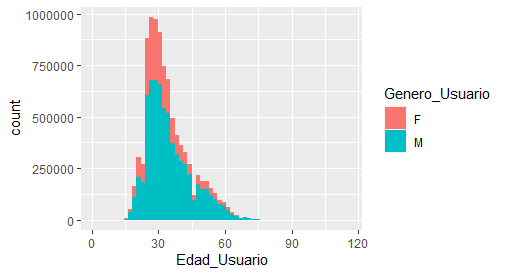 1000000
750000
500000
250000
0
count
0 30 60 90 120
Edad_Usuario
Genero_Usuario
F
M